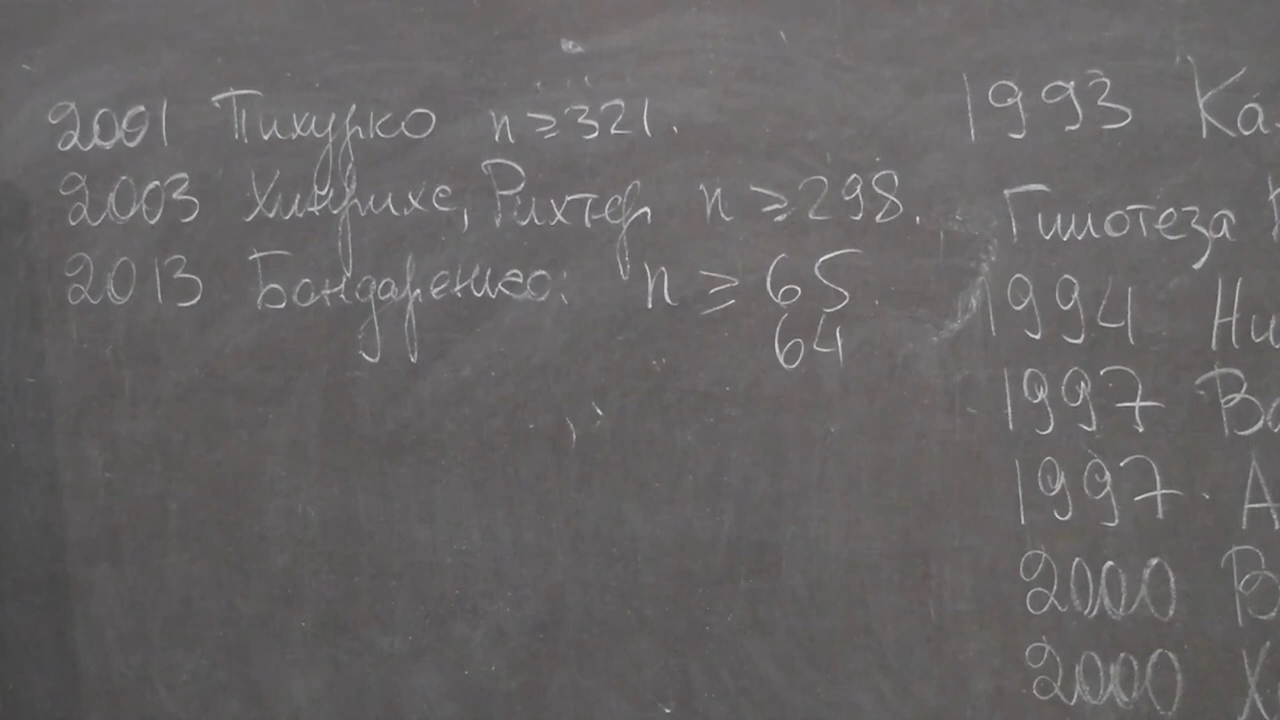 2001 Пихурко n ≥ 321.
2003 Хинрихс, Рихтер n ≥ 298.
2013 Бондаренко: n ≥ 65.
64
1993 Ка
Гипотеза
1994 Ни
1997 Во
1997. А
2000 В
2000 Х